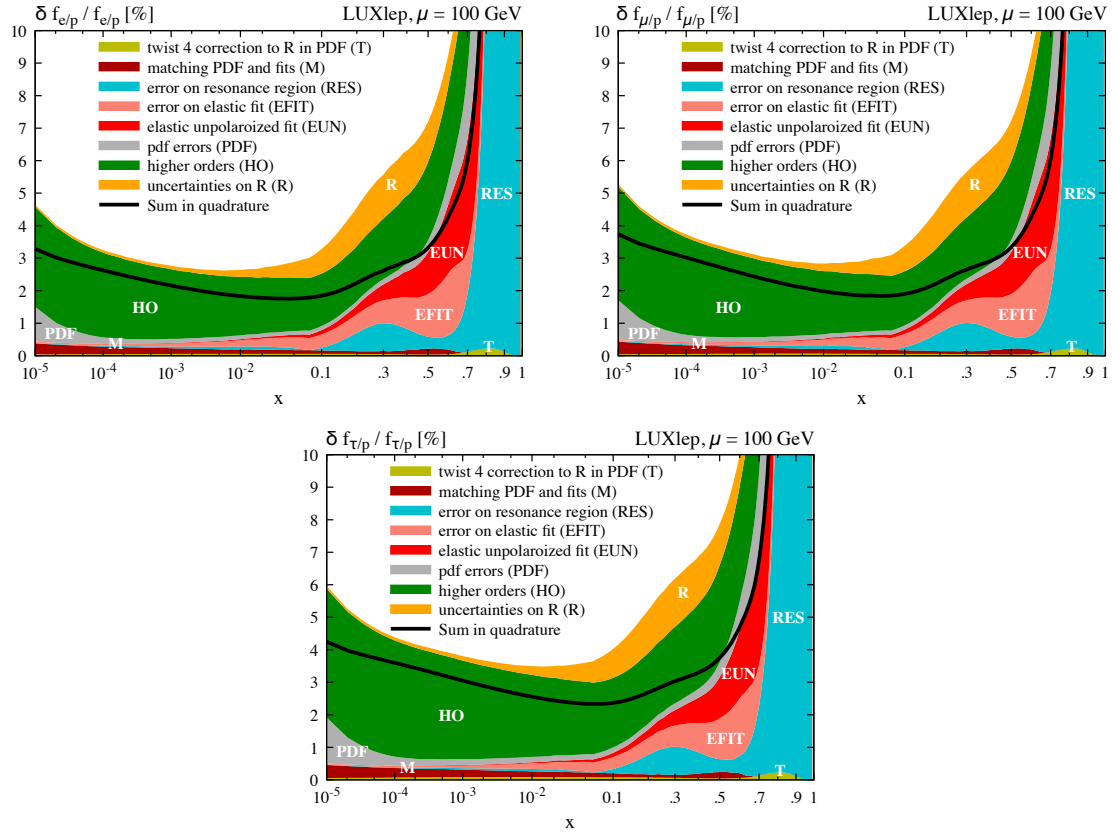 δ f_{e/p} / f_{e/p} [%]
LUXlep, μ = 100 GeV
10
9
8
7
6
5
4
3
2
1
0
twist 4 correction to R in PDF (T)
matching PDF and fits (M)
error on resonance region (RES)
error on elastic fit (EFIT)
elastic unpolaroized fit (EUN)
pdf errors (PDF)
higher orders (HO)
uncertainties on R (R)
Sum in quadrature
R
RES
EUN
HO
EFIT
PDF
M
T
10^{-5} 10^{-4} 10^{-3} 10^{-2} 0.1 .3 .5 .7 .9 1
x
δ f_{μ/p} / f_{μ/p} [%]
LUXlep, μ = 100 GeV
10
9
8
7
6
5
4
3
2
1
0
twist 4 correction to R in PDF (T)
matching PDF and fits (M)
error on resonance region (RES)
error on elastic fit (EFIT)
elastic unpolaroized fit (EUN)
pdf errors (PDF)
higher orders (HO)
uncertainties on R (R)
Sum in quadrature
R
RES
EUN
HO
EFIT
PDF
M
T
10^{-5} 10^{-4} 10^{-3} 10^{-2} 0.1 .3 .5 .7 .9 1
x
δ f_{τ/p} / f_{τ/p} [%]
LUXlep, μ = 100 GeV
10
9
8
7
6
5
4
3
2
1
0
twist 4 correction to R in PDF (T)
matching PDF and fits (M)
error on resonance region (RES)
error on elastic fit (EFIT)
elastic unpolaroized fit (EUN)
pdf errors (PDF)
higher orders (HO)
uncertainties on R (R)
Sum in quadrature
R
RES
EUN
HO
EFIT
PDF
M
T
10^{-5} 10^{-4} 10^{-3} 10^{-2} 0.1 .3 .5 .7 .9 1
x